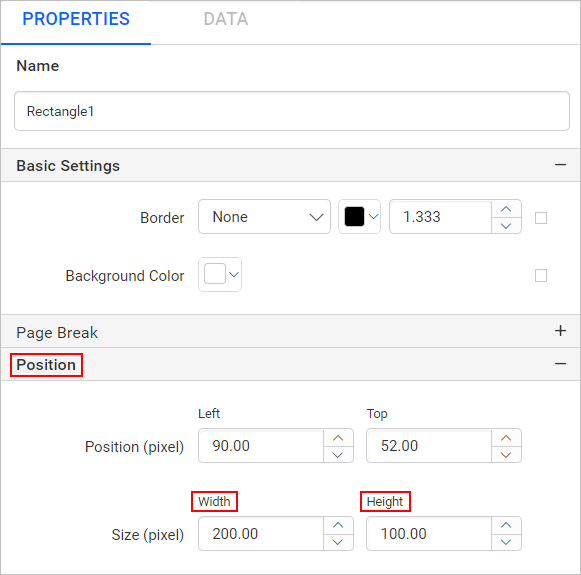 PROPERTIES DATA
Name
Rectangle1
Basic Settings
Border None 1.333
Background Color
Page Break
Position
Left Top
Position (pixel) 90.00 52.00
Width Height
Size (pixel) 200.00 100.00